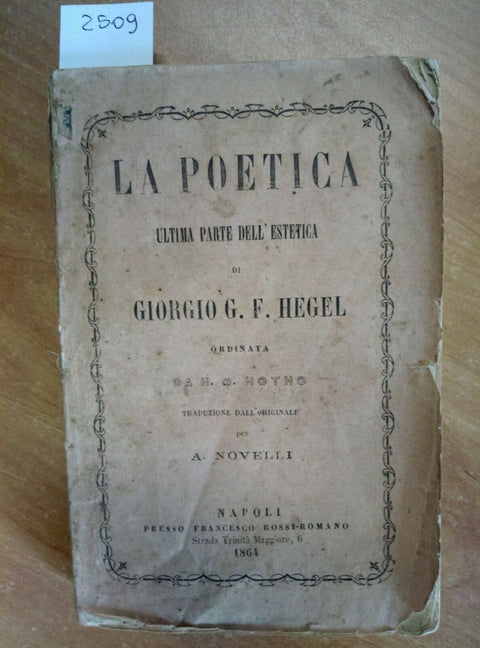 2509
LA POETICA
ULTIMA PARTE DELL'ESTETICA
DI
GIORGIO G. F. HEGEL
ORDINATA
DA H. G. HOTHO
TRADUZIONE DALL'ORIGINALE
per
A. NOVELLI
NAPOLI
PRESSO FRANCESCO ROSSI-ROMANO
Strada Trinità Maggiore, 6
1864